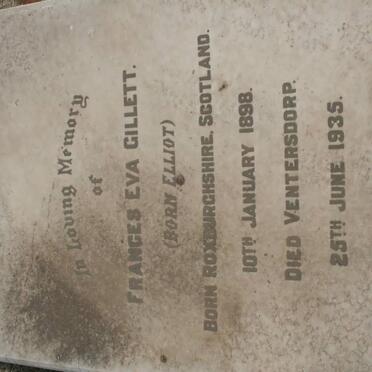 In Loving Memory
of
FRANCES EVA GILLETT.
(BORN ELLIOT)
BORN ROXBURGHSHIRE, SCOTLAND.
10TH JANUARY 1898.
DIED VENTERSDORP.
25TH JUNE 1935.